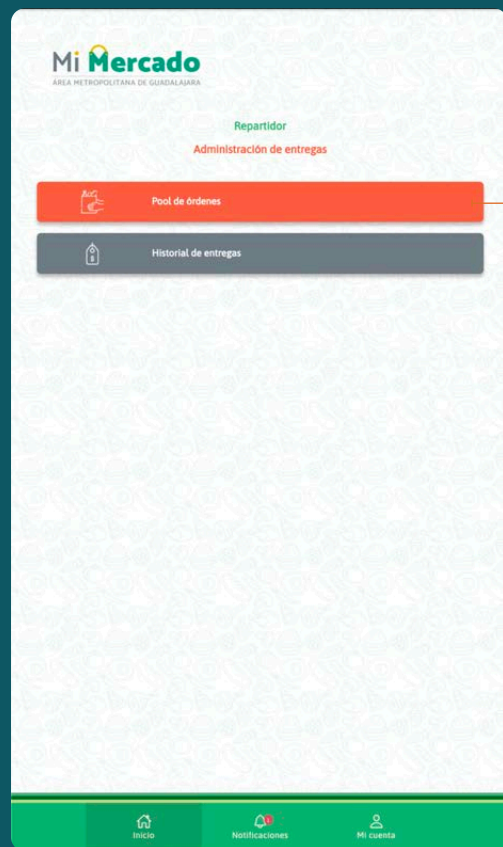 Mi Mercado
ÁREA METROPOLITANA DE GUADALAJARA
Repartidor
Administración de entregas
Pool de órdenes
Historial de entregas
Inicio
Notificaciones
Mi cuenta